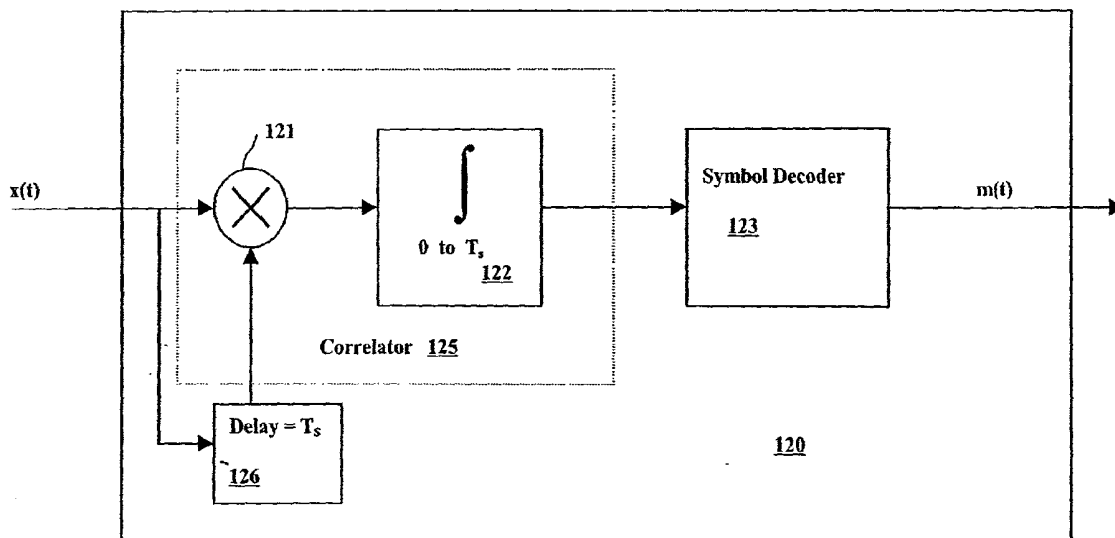 121
x(t)
∫
0 to Ts
122
Symbol Decoder
123
m(t)
Correlator 125
Delay = Ts
126
120